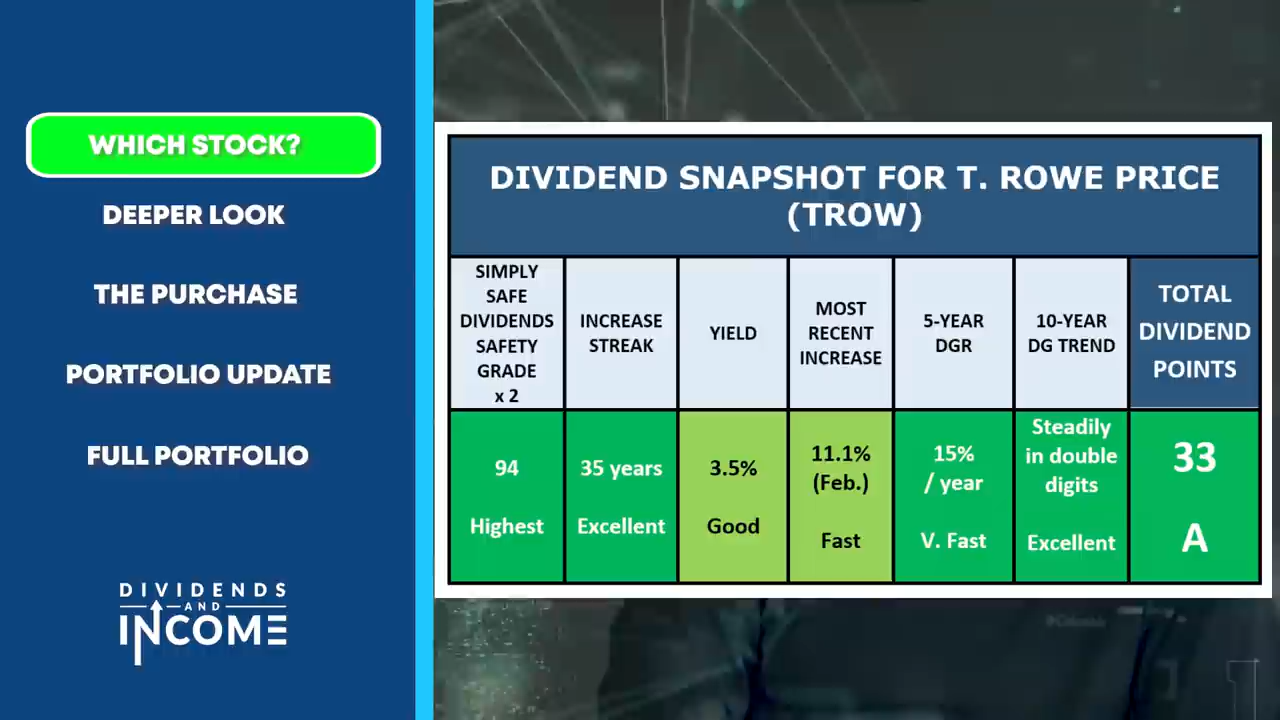 WHICH STOCK?
DEEPER LOOK
THE PURCHASE
PORTFOLIO UPDATE
FULL PORTFOLIO
DIVIDENDS
AND
INCOME
DIVIDEND SNAPSHOT FOR T. ROWE PRICE
(TROW)
SIMPLY
SAFE
DIVIDENDS
SAFETY
GRADE
x 2
INCREASE
STREAK
YIELD
MOST
RECENT
INCREASE
5-YEAR
DGR
10-YEAR
DG TREND
TOTAL
DIVIDEND
POINTS
94
Highest
35 years
Excellent
3.5%
Good
11.1%
(Feb.)
Fast
15%
/ year
V. Fast
Steadily
in double
digits
Excellent
33
A